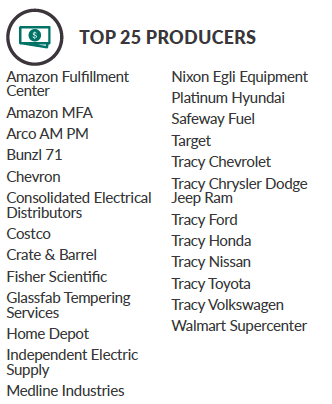 $
TOP 25 PRODUCERS
Amazon Fulfillment
Center
Amazon MFA
Arco AM PM
Bunzl 71
Chevron
Consolidated Electrical
Distributors
Costco
Crate & Barrel
Fisher Scientific
Glassfab Tempering
Services
Home Depot
Independent Electric
Supply
Medline Industries
Nixon Egli Equipment
Platinum Hyundai
Safeway Fuel
Target
Tracy Chevrolet
Tracy Chrysler Dodge
Jeep Ram
Tracy Ford
Tracy Honda
Tracy Nissan
Tracy Toyota
Tracy Volkswagen
Walmart Supercenter